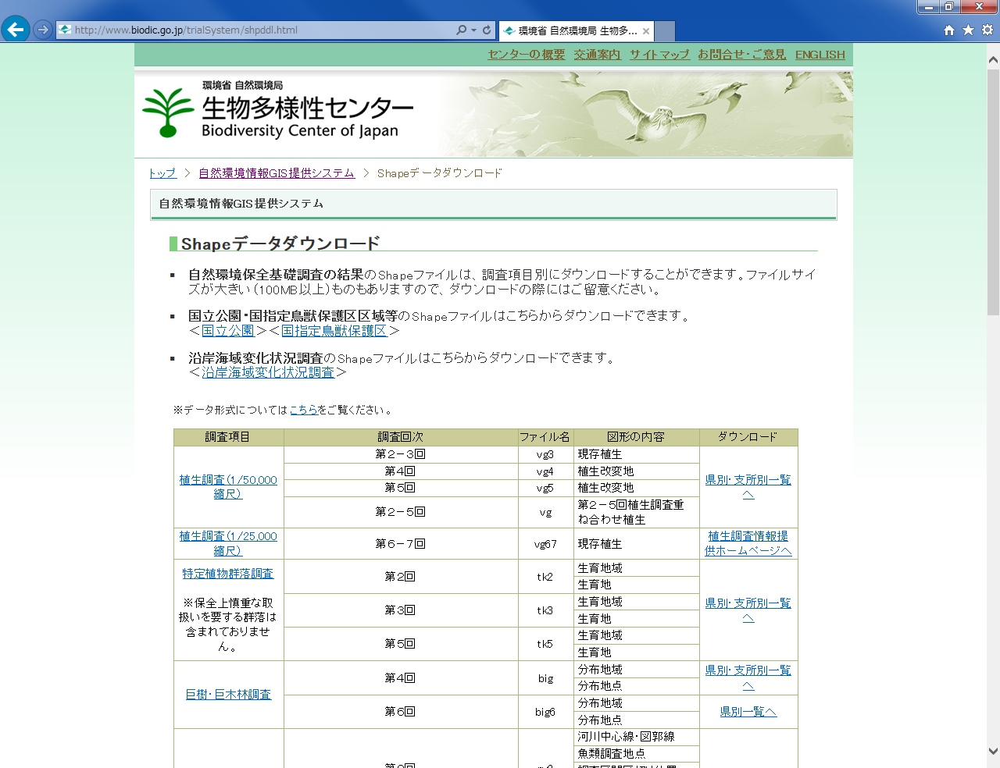 http://www.biodic.go.jp/trialSystem/shpddl.html
環境省 自然環境局 生物多...
センターの概要 交通案内 サイトマップ お問合せ・ご意見 ENGLISH
環境省 自然環境局
生物多様性センター
Biodiversity Center of Japan
トップ > 自然環境情報GIS提供システム > Shapeデータダウンロード
自然環境情報GIS提供システム
Shapeデータダウンロード
自然環境保全基礎調査の結果のShapeファイルは、調査項目別にダウンロードすることができます。ファイルサイ
ズが大きい（100MB以上）ものもありますので、ダウンロードの際にはご留意ください。
国立公園・国指定鳥獣保護区区域等のShapeファイルはこちらからダウンロードできます。
＜国立公園＞＜国指定鳥獣保護区＞
沿岸海域変化状況調査のShapeファイルはこちらからダウンロードできます。
＜沿岸海域変化状況調査＞
※データ形式についてはこちらをご覧ください。
調査項目 調査回次 ファイル名 図形の内容 ダウンロード
植生調査（1/50,000
縮尺）
第２－３回 vg3 現存植生
第４回 vg4 植生改変地
第５回 vg5 植生改変地
第２－５回 vg 第２－５回植生調査重
ね合わせ植生
県別・支所別一覧
へ
植生調査（1/25,000
縮尺）
第６－７回 vg67 現存植生
植生調査情報提
供ホームページへ
特定植物群落調査
※保全上慎重な取
扱いを要する群落は
含まれておりませ
ん。
第２回 tk2 生育地域
生育地
第３回 tk3 生育地域
生育地
第５回 tk5 生育地域
生育地
県別・支所別一覧
へ
巨樹・巨木林調査
第４回 big 分布地域
分布地点
県別・支所別一覧
へ
第６回 big6 分布地域
分布地点
県別一覧へ
河川中心線・図郭線
魚類調査地点